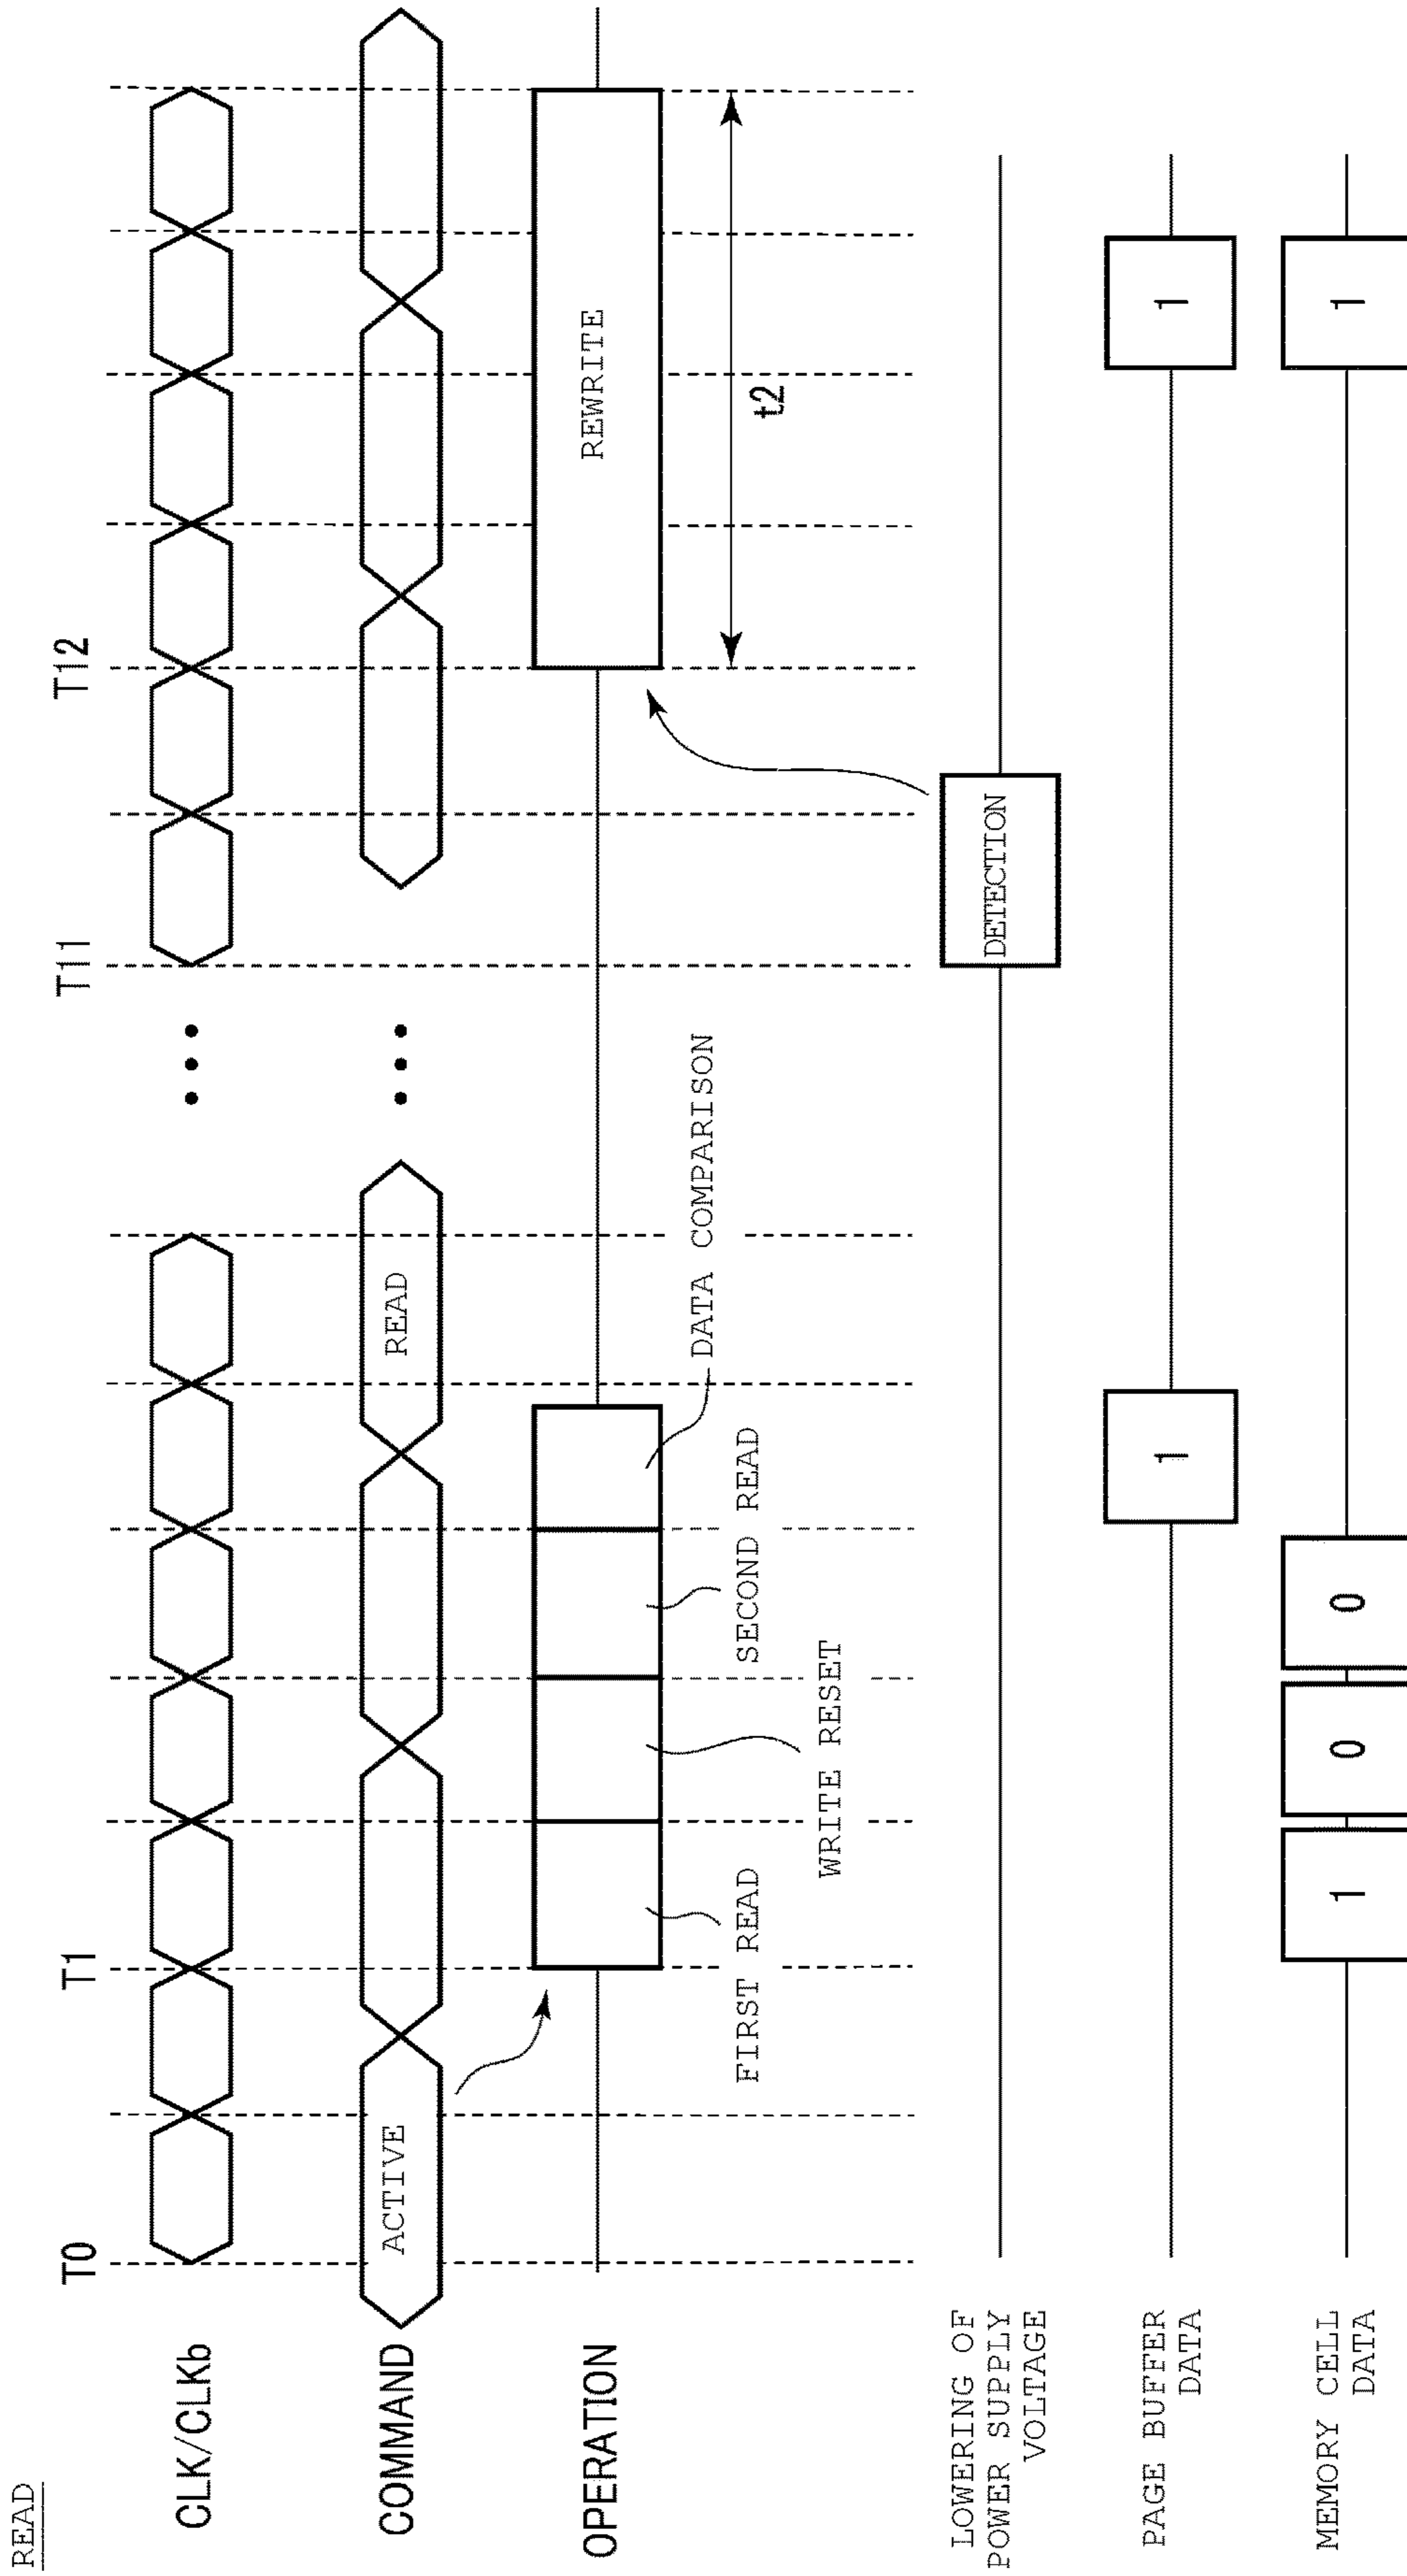 READ
T0
T1
T11
T12
CLK/CLKb
COMMAND
ACTIVE
READ
OPERATION
REWRITE
FIRST READ
WRITE RESET
SECOND READ
DATA COMPARISON
t2
LOWERING OF
POWER SUPPLY
VOLTAGE
DETECTION
PAGE BUFFER
DATA
1
1
MEMORY CELL
DATA
1
0
0
1